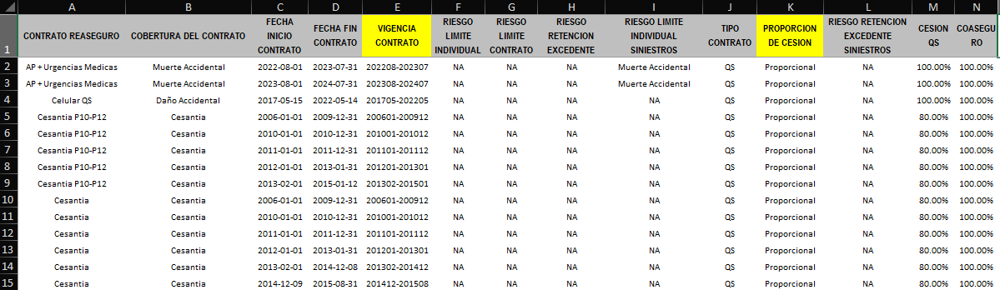 A B C D E F G H I J K L M N
1 CONTRATO REASEGURO COBERTURA DEL CONTRATO FECHA INICIO CONTRATO FECHA FIN CONTRATO VIGENCIA CONTRATO RIESGO LIMITE INDIVIDUAL RIESGO LIMITE CONTRATO RIESGO RETENCION EXCEDENTE RIESGO LIMITE INDIVIDUAL SINIESTROS TIPO CONTRATO PROPORCION DE CESION RIESGO RETENCION EXCEDENTE SINIESTROS CESION QS COASEGURO
2 AP + Urgencias Medicas Muerte Accidental 2022-08-01 2023-07-31 202208-202307 NA NA NA Muerte Accidental QS Proporcional NA 100.00% 100.00%
3 AP + Urgencias Medicas Muerte Accidental 2023-08-01 2024-07-31 202308-202407 NA NA NA Muerte Accidental QS Proporcional NA 100.00% 100.00%
4 Celular QS Daño Accidental 2017-05-15 2022-05-14 201705-202205 NA NA NA NA QS Proporcional NA 100.00% 100.00%
5 Cesantia P10-P12 Cesantia 2006-01-01 2009-12-31 200601-200912 NA NA NA NA QS Proporcional NA 80.00% 100.00%
6 Cesantia P10-P12 Cesantia 2010-01-01 2010-12-31 201001-201012 NA NA NA NA QS Proporcional NA 80.00% 100.00%
7 Cesantia P10-P12 Cesantia 2011-01-01 2011-12-31 201101-201112 NA NA NA NA QS Proporcional NA 80.00% 100.00%
8 Cesantia P10-P12 Cesantia 2012-01-01 2013-01-31 201201-201301 NA NA NA NA QS Proporcional NA 80.00% 100.00%
9 Cesantia P10-P12 Cesantia 2013-02-01 2015-01-12 201302-201501 NA NA NA NA QS Proporcional NA 80.00% 100.00%
10 Cesantia Cesantia 2006-01-01 2009-12-31 200601-200912 NA NA NA NA QS Proporcional NA 80.00% 100.00%
11 Cesantia Cesantia 2010-01-01 2010-12-31 201001-201012 NA NA NA NA QS Proporcional NA 80.00% 100.00%
12 Cesantia Cesantia 2011-01-01 2011-12-31 201101-201112 NA NA NA NA QS Proporcional NA 80.00% 100.00%
13 Cesantia Cesantia 2012-01-01 2013-01-31 201201-201301 NA NA NA NA QS Proporcional NA 80.00% 100.00%
14 Cesantia Cesantia 2013-02-01 2014-12-08 201302-201412 NA NA NA NA QS Proporcional NA 80.00% 100.00%
15 Cesantia Cesantia 2014-12-09 2015-08-31 201412-201508 NA NA NA NA QS Proporcional NA 80.00% 100.00%